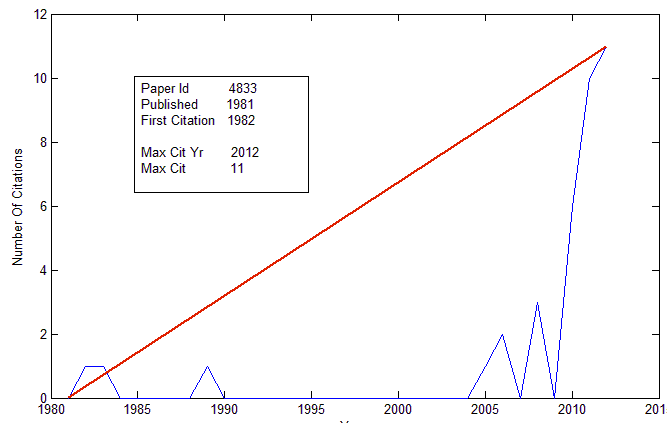 12
10
8
6
4
2
0
Number Of Citations
Paper Id 4833
Published 1981
First Citation 1982
Max Cit Yr 2012
Max Cit 11
1980 1985 1990 1995 2000 2005 2010